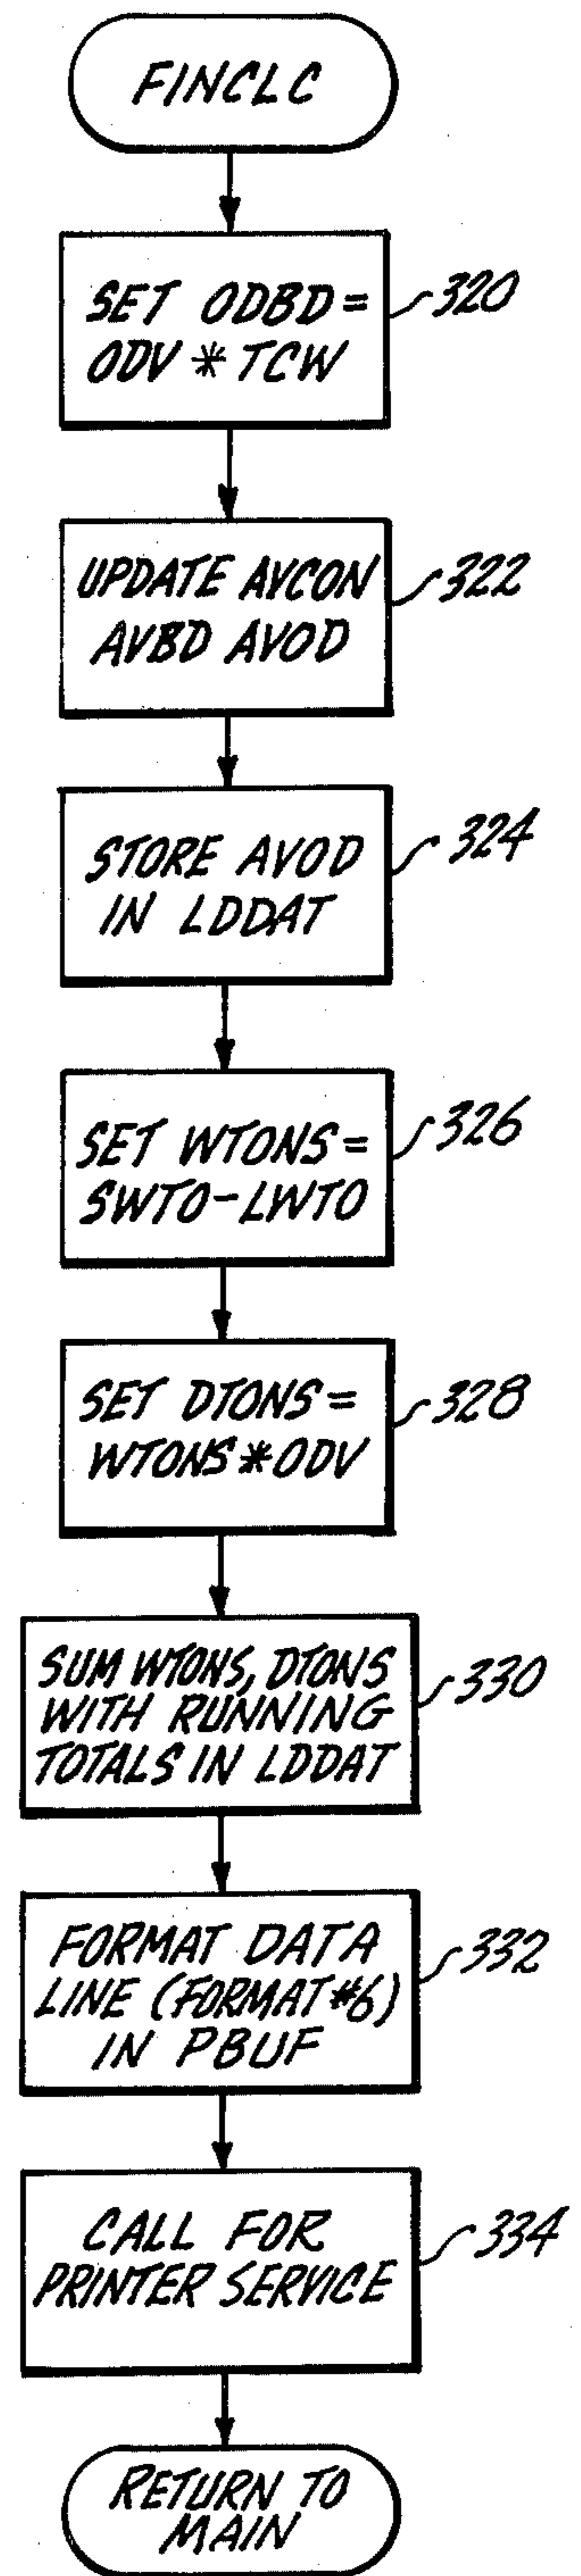 FINCLC
SET ODBD =
ODV * TCW
320
UPDATE AVCON
AVBD AVOD
322
STORE AVOD
IN LDDAT
324
SET WTONS =
SWTO-LWTO
326
SET DTONS =
WTONS * ODV
328
SUM WTONS, DTONS
WITH RUNNING
TOTALS IN LDDAT
330
FORMAT DATA
LINE (FORMAT #6)
IN PBUF
332
CALL FOR
PRINTER SERVICE
334
RETURN TO
MAIN